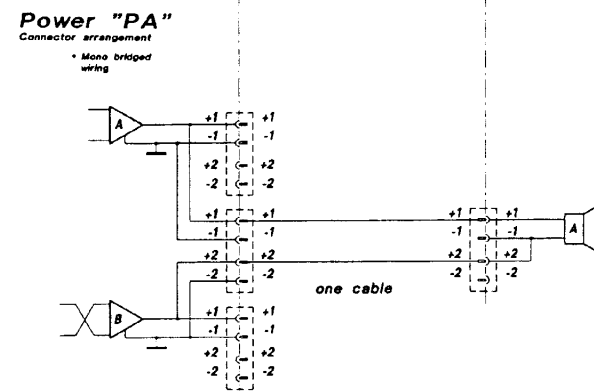 Power "PA"
Connector arrangement
* Mono bridged
wiring
A
+1 +1
-1 -1
+2 +2
-2 -2
+1 +1 +1 +1
-1 -1 -1 -1 A
+2 +2 +2 +2
-2 -2 -2 -2
one cable
B
+1 +1
-1 -1
+2 +2
-2 -2